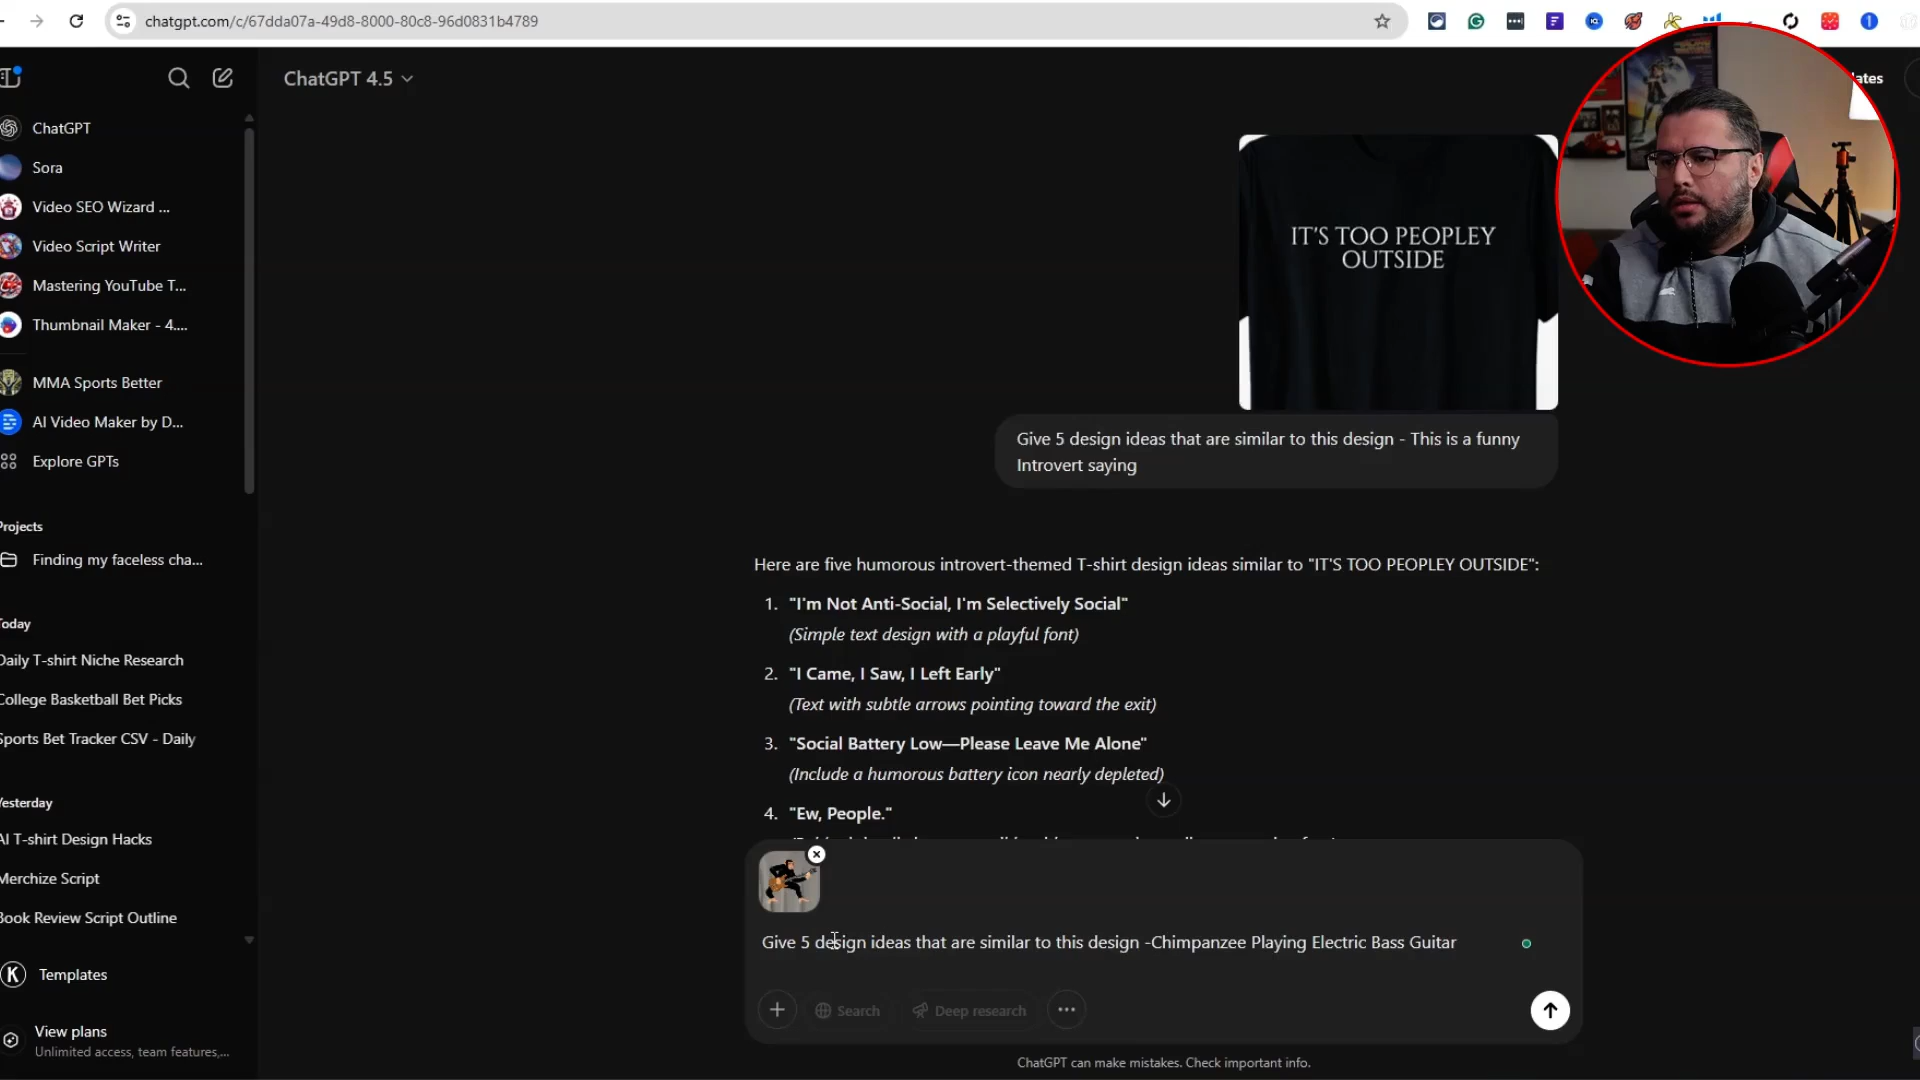 chatgpt.com/c/67dda07a-49d8-8000-80c8-96d0831b4789
ChatGPT 4.5
ChatGPT
Sora
Video SEO Wizard ...
Video Script Writer
Mastering YouTube T...
Thumbnail Maker - 4....
MMA Sports Better
AI Video Maker by D...
Explore GPTs
Projects
Finding my faceless cha...
Today
Daily T-shirt Niche Research
College Basketball Bet Picks
Sports Bet Tracker CSV - Daily
Yesterday
AI T-shirt Design Hacks
Merchize Script
Book Review Script Outline
K
Templates
View plans
Unlimited access, team features,...
IT'S TOO PEOPLEY
OUTSIDE
Give 5 design ideas that are similar to this design - This is a funny
Introvert saying
Here are five humorous introvert-themed T-shirt design ideas similar to "IT'S TOO PEOPLEY OUTSIDE":
1. "I'm Not Anti-Social, I'm Selectively Social"
(Simple text design with a playful font)
2. "I Came, I Saw, I Left Early"
(Text with subtle arrows pointing toward the exit)
3. "Social Battery Low—Please Leave Me Alone"
(Include a humorous battery icon nearly depleted)
4. "Ew, People."
Give 5 design ideas that are similar to this design -Chimpanzee Playing Electric Bass Guitar
Search
Deep research
ChatGPT can make mistakes. Check important info.